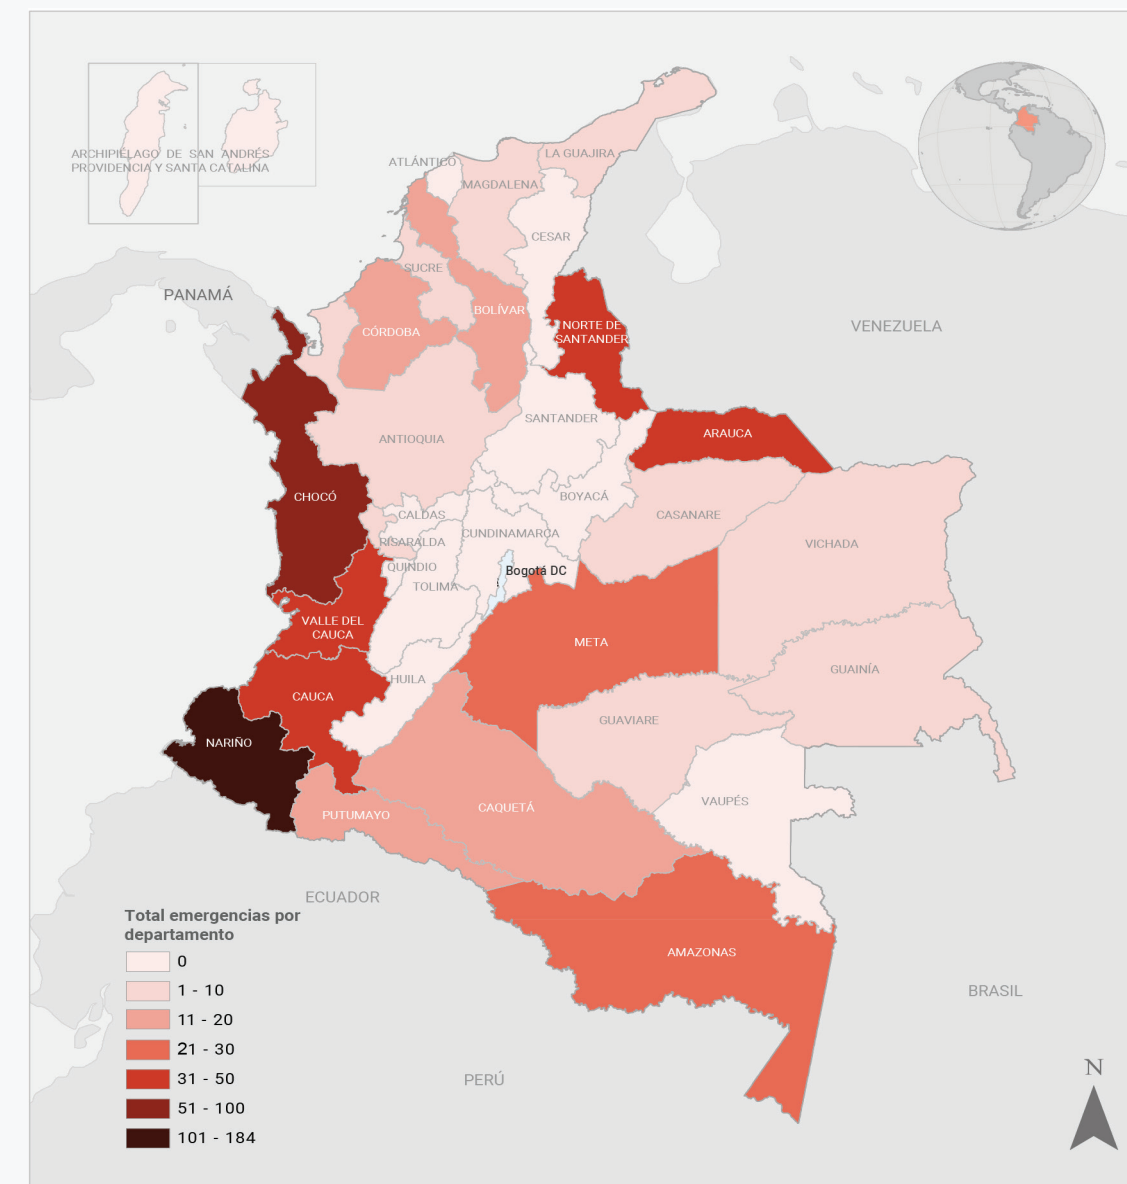 ARCHIPIÉLAGO DE SAN ANDRÉS
PROVIDENCIA Y SANTA CATALINA
ATLÁNTICO
LA GUAJIRA
MAGDALENA
CESAR
SUCRE
PANAMÁ
BOLÍVAR
CÓRDOBA
NORTE DE
SANTANDER
VENEZUELA
SANTANDER
ANTIOQUIA
ARAUCA
CHOCÓ
BOYACÁ
CALDAS
CASANARE
CUNDINAMARCA
RISARALDA
VICHADA
QUINDIO
Bogotá DC
TOLIMA
VALLE DEL
CAUCA
META
GUAINÍA
HUILA
CAUCA
GUAVIARE
NARIÑO
VAUPÉS
CAQUETÁ
PUTUMAYO
ECUADOR
AMAZONAS
BRASIL
PERÚ
Total emergencias por
departamento
0
1 - 10
11 - 20
21 - 30
31 - 50
51 - 100
101 - 184
N